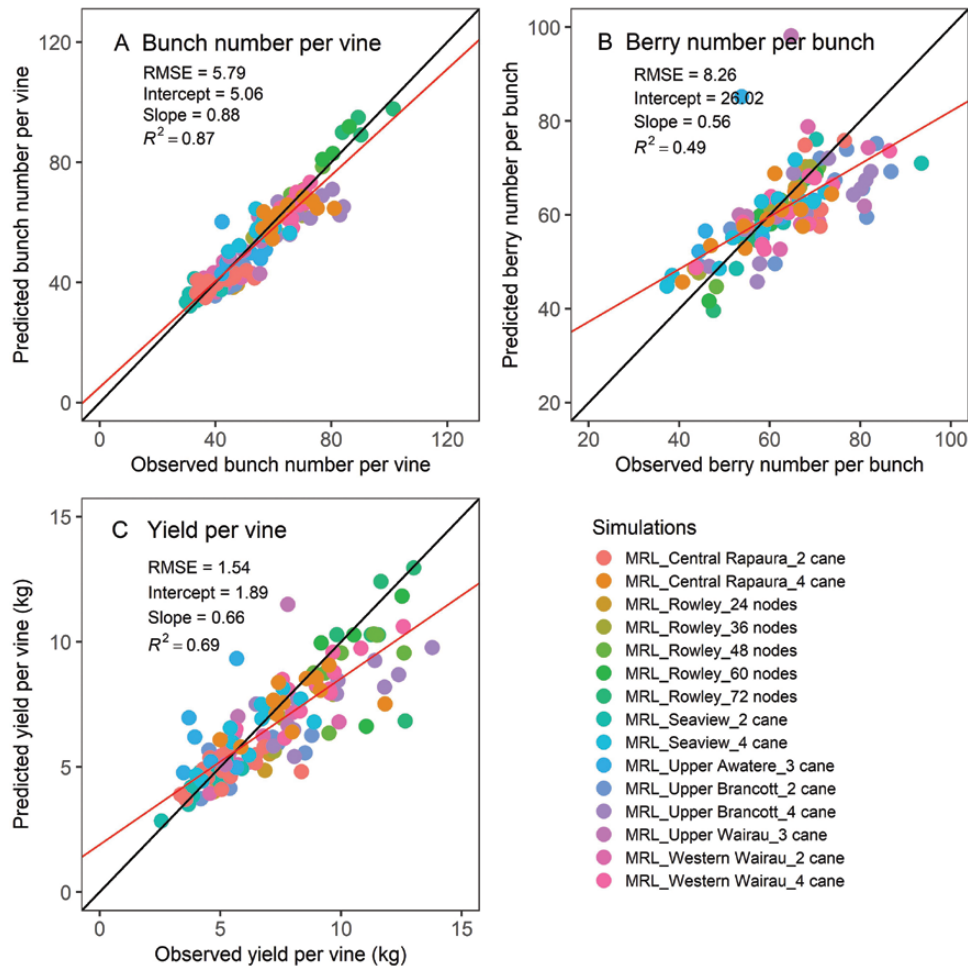 A Bunch number per vine
RMSE = 5.79
Intercept = 5.06
Slope = 0.88
R² = 0.87
120
80
40
0
Predicted bunch number per vine
0 40 80 120
Observed bunch number per vine
B Berry number per bunch
RMSE = 8.26
Intercept = 26.02
Slope = 0.56
R² = 0.49
100
80
60
40
20
Predicted berry number per bunch
20 40 60 80 100
Observed berry number per bunch
C Yield per vine
RMSE = 1.54
Intercept = 1.89
Slope = 0.66
R² = 0.69
15
10
5
0
Predicted yield per vine (kg)
0 5 10 15
Observed yield per vine (kg)
Simulations
MRL_Central Rapaura_2 cane
MRL_Central Rapaura_4 cane
MRL_Rowley_24 nodes
MRL_Rowley_36 nodes
MRL_Rowley_48 nodes
MRL_Rowley_60 nodes
MRL_Rowley_72 nodes
MRL_Seaview_2 cane
MRL_Seaview_4 cane
MRL_Upper Awatere_3 cane
MRL_Upper Brancott_2 cane
MRL_Upper Brancott_4 cane
MRL_Upper Wairau_3 cane
MRL_Western Wairau_2 cane
MRL_Western Wairau_4 cane